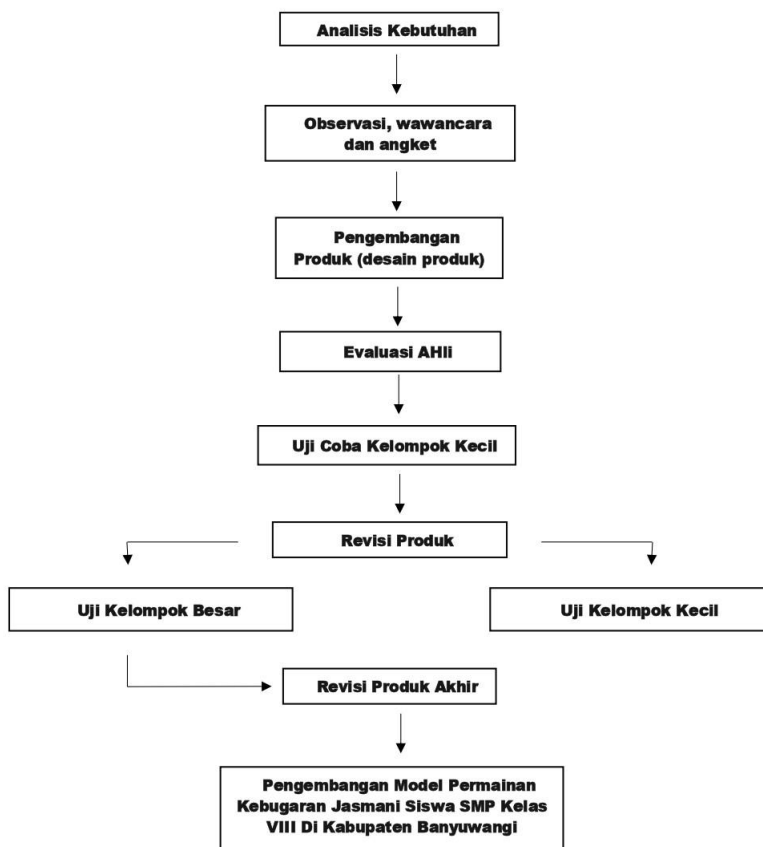 Analisis Kebutuhan
Observasi, wawancara
dan angket
Pengembangan
Produk (desain produk)
Evaluasi AHli
Uji Coba Kelompok Kecil
Revisi Produk
Uji Kelompok Besar
Uji Kelompok Kecil
Revisi Produk Akhir
Pengembangan Model Permainan
Kebugaran Jasmani Siswa SMP Kelas
VIII Di Kabupaten Banyuwangi